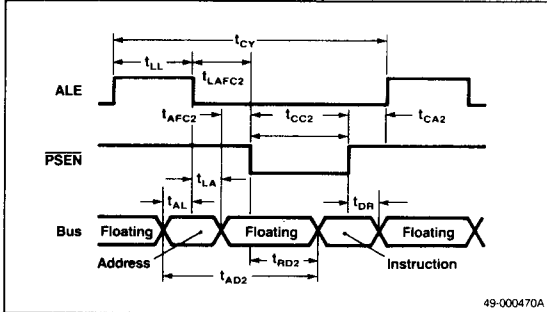 tCY
tLL
tLAFC2
ALE
tAFC2
tCC2
tCA2
PSEN
tLA
tAL
tDR
Bus
Floating
Floating
Floating
Address
tRD2
Instruction
tAD2
49-000470A